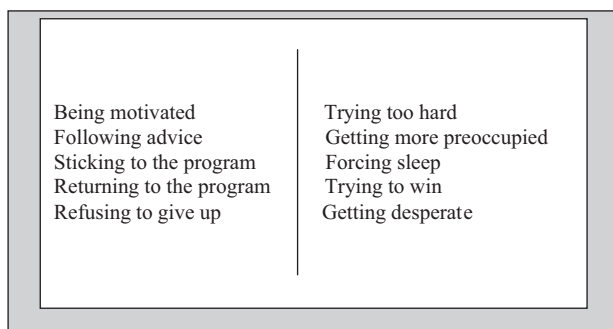 Being motivated
Following advice
Sticking to the program
Returning to the program
Refusing to give up
Trying too hard
Getting more preoccupied
Forcing sleep
Trying to win
Getting desperate